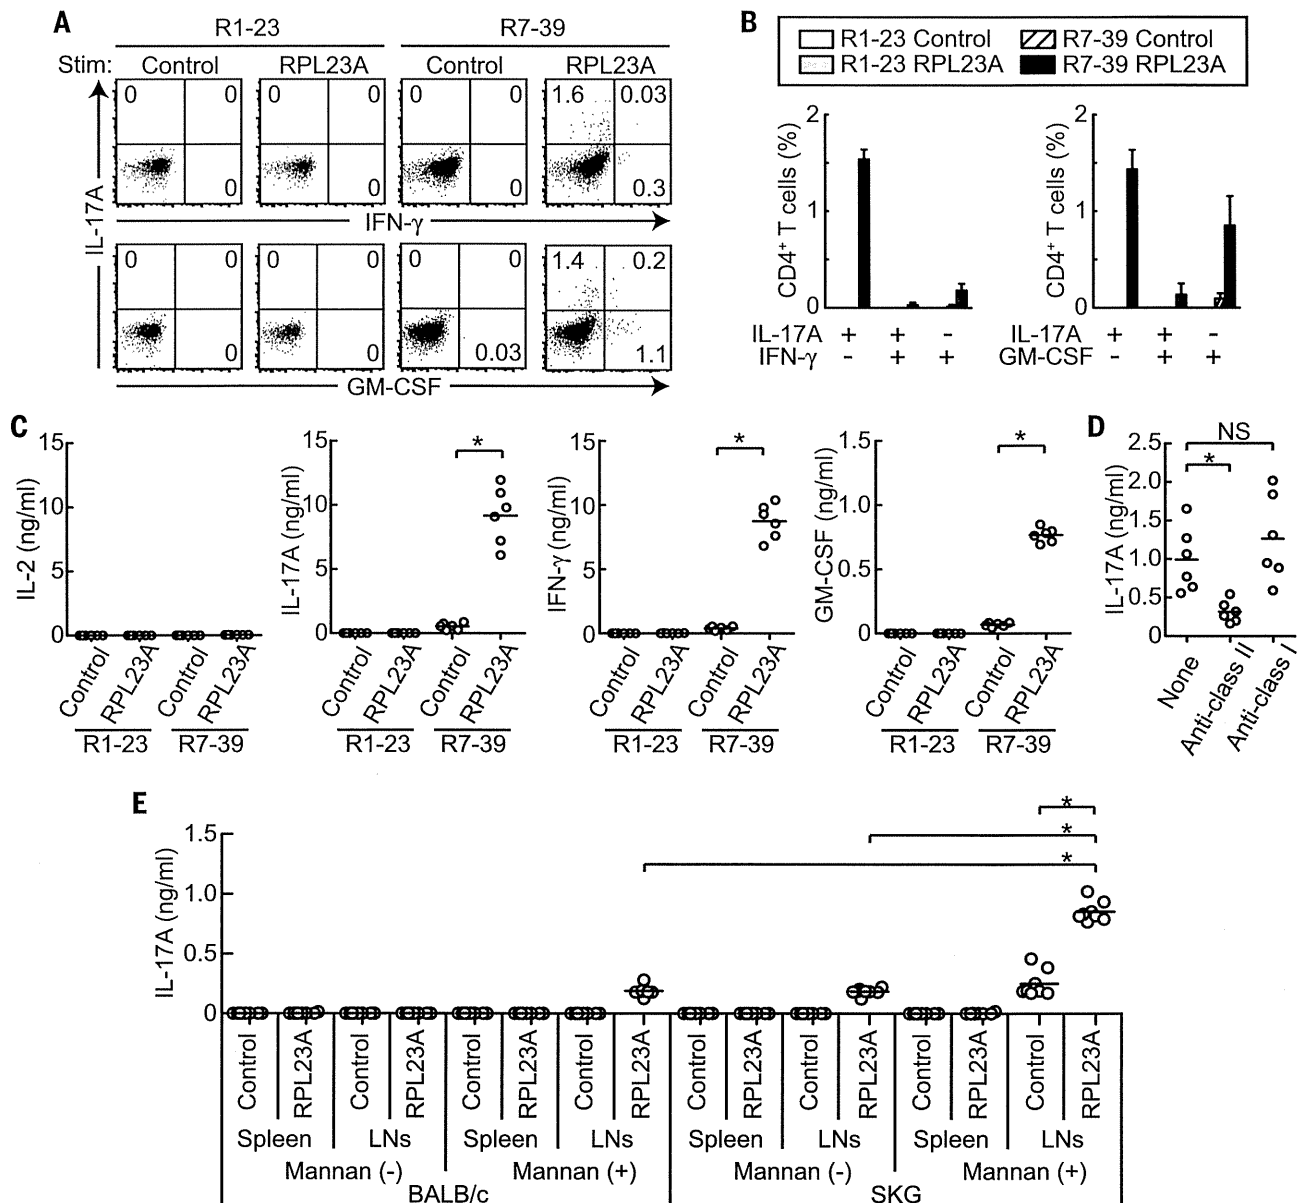 A
R1-23 R7-39
Stim: Control RPL23A Control RPL23A
0 0 0 0 0 0 1.6 0.03
0 0 0 0.3
IL-17A
IFN-γ
0 0 0 0 0 0 1.4 0.2
0 0 0.03 1.1
GM-CSF
B
R1-23 Control R7-39 Control
R1-23 RPL23A R7-39 RPL23A
CD4+ T cells (%)
2
1
0
IL-17A + + -
IFN-γ - + +
CD4+ T cells (%)
2
1
0
IL-17A + + -
GM-CSF - + +
C
IL-2 (ng/ml)
15
10
5
0
Control RPL23A Control RPL23A
R1-23 R7-39
IL-17A (ng/ml)
15
10
5
0
*
Control RPL23A Control RPL23A
R1-23 R7-39
IFN-γ (ng/ml)
15
10
5
0
*
Control RPL23A Control RPL23A
R1-23 R7-39
GM-CSF (ng/ml)
1.5
1.0
0.5
0
*
Control RPL23A Control RPL23A
R1-23 R7-39
D
IL-17A (ng/ml)
2.5
2.0
1.5
1.0
0.5
0
NS
*
None Anti-class II Anti-class I
E
IL-17A (ng/ml)
1.5
1.0
0.5
0
*
*
*
Control RPL23A Control RPL23A Control RPL23A Control RPL23A Control RPL23A Control RPL23A Control RPL23A Control RPL23A
Spleen LNs Spleen LNs Spleen LNs Spleen LNs
Mannan (-) Mannan (+) Mannan (-) Mannan (+)
BALB/c SKG